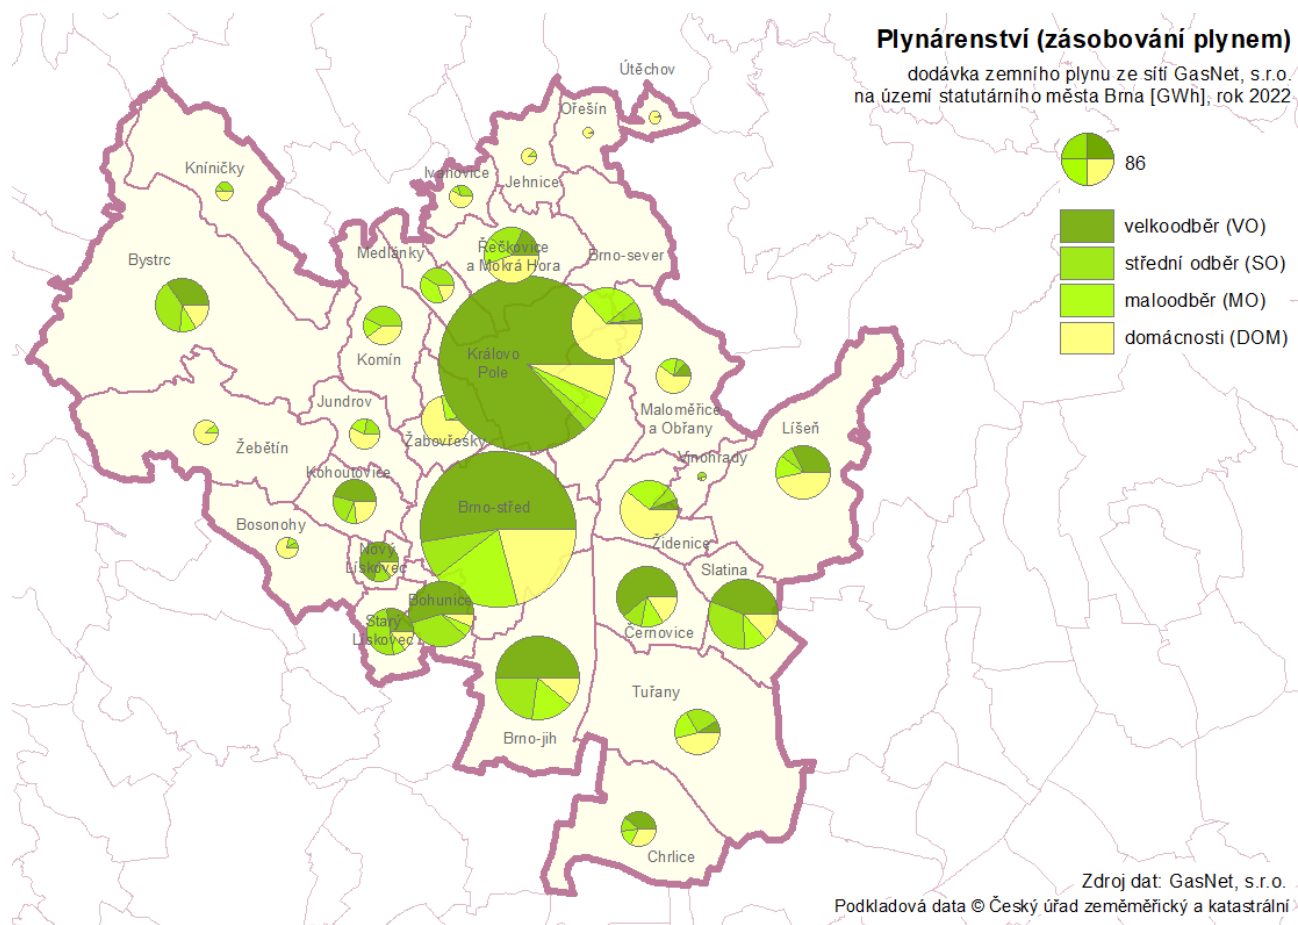 Plynárenství (zásobování plynem)
dodávka zemního plynu ze sítí GasNet, s.r.o.
na území statutárního města Brna [GWh], rok 2022
86
velkoodběr (VO)
střední odběr (SO)
maloodběr (MO)
domácnosti (DOM)
Útěchov
Ořešín
Kníničky
Ivanovice
Jehnice
Bystrc
Medlánky
Řečkovice
a Mokrá Hora
Brno-sever
Komín
Královo
Pole
Jundrov
Maloměřice
a Obřany
Líšeň
Žebětín
Žabovřesky
Kohoutovice
Vinohrady
Bosonohy
Brno-střed
Židenice
Nový
Lískovec
Slatina
Bohunice
Starý
Lískovec
Černovice
Tuřany
Brno-jih
Chrlice
Zdroj dat: GasNet, s.r.o.
Podkladová data © Český úřad zeměměřický a katastrální